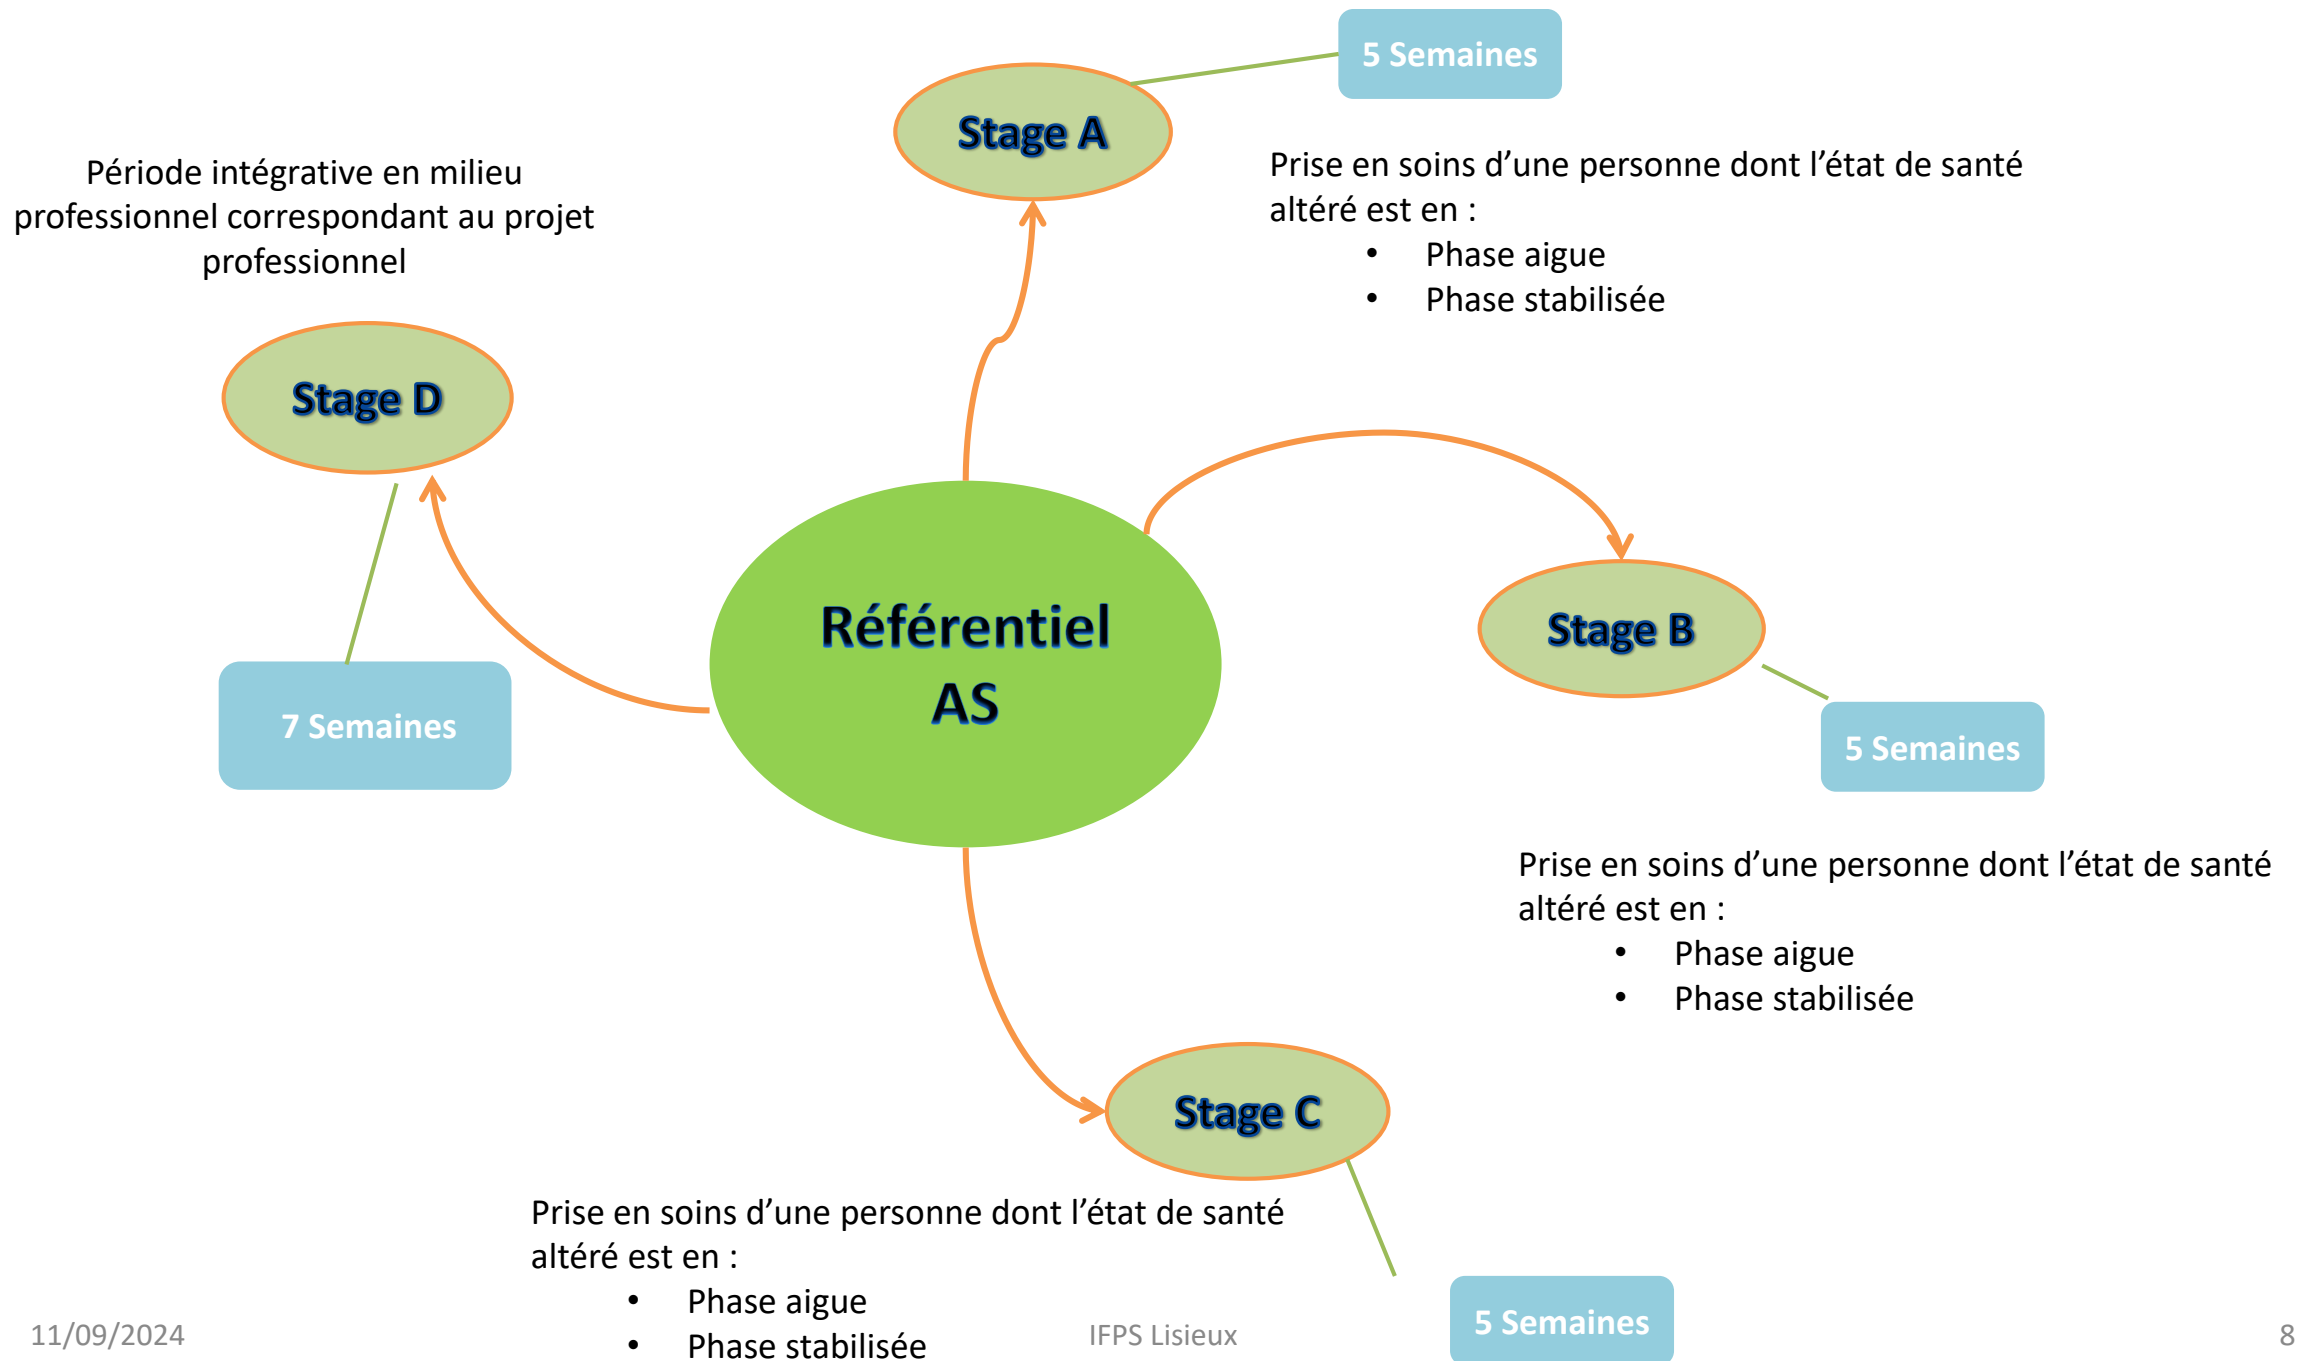 5 Semaines
Stage A
Prise en soins d’une personne dont l’état de santé
altéré est en :
• Phase aigue
• Phase stabilisée
Période intégrative en milieu
professionnel correspondant au projet
professionnel
Stage D
7 Semaines
Référentiel
AS
Stage B
5 Semaines
Prise en soins d’une personne dont l’état de santé
altéré est en :
• Phase aigue
• Phase stabilisée
Stage C
Prise en soins d’une personne dont l’état de santé
altéré est en :
• Phase aigue
• Phase stabilisée
5 Semaines
11/09/2024
IFPS Lisieux
8